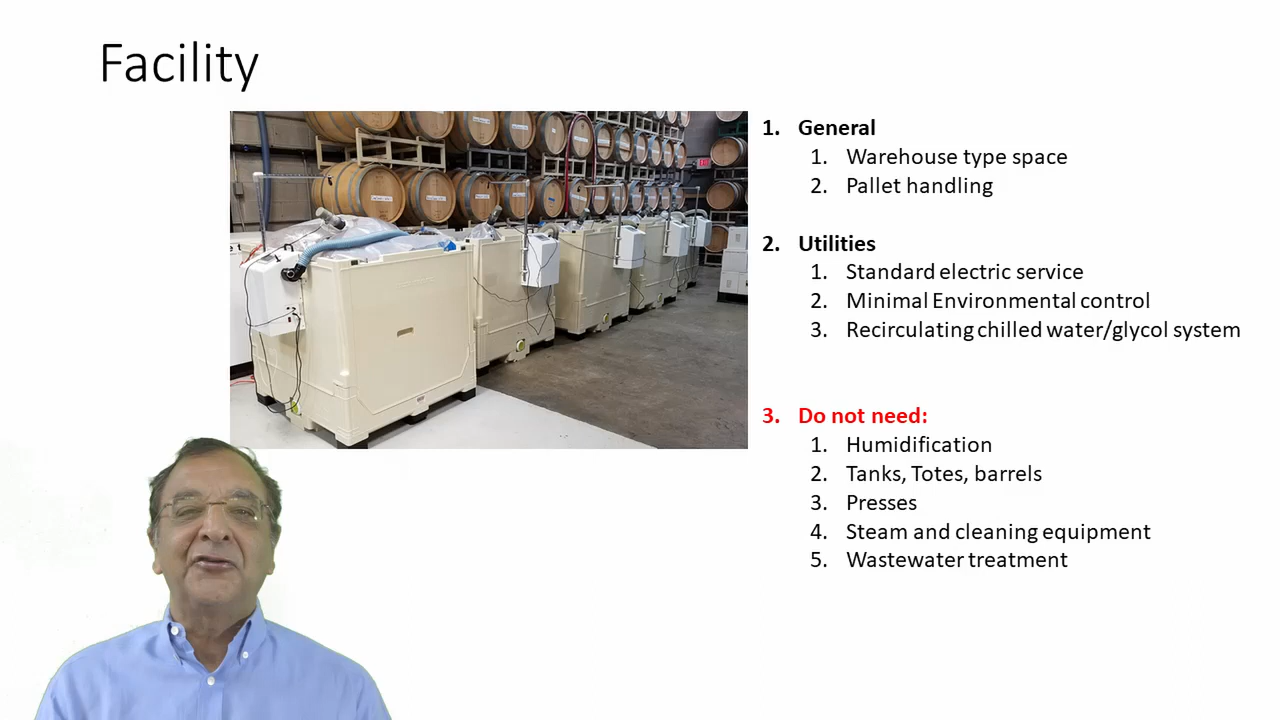 Facility
1. General
1. Warehouse type space
2. Pallet handling
2. Utilities
1. Standard electric service
2. Minimal Environmental control
3. Recirculating chilled water/glycol system
3. Do not need:
1. Humidification
2. Tanks, Totes, barrels
3. Presses
4. Steam and cleaning equipment
5. Wastewater treatment